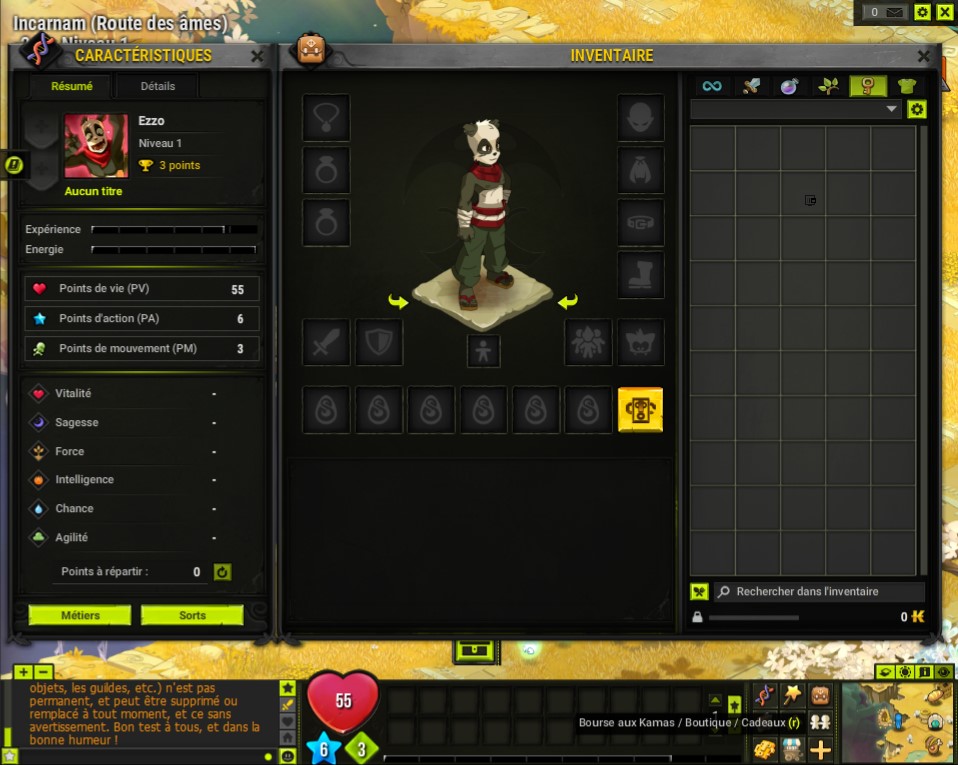 Incarnam (Route des âmes)
Niveau 1
0
CARACTÉRISTIQUES
INVENTAIRE
Résumé
Détails
Ezzo
Niveau 1
3 points
Aucun titre
Expérience
Energie
Points de vie (PV) 55
Points d'action (PA) 6
Points de mouvement (PM) 3
Vitalité -
Sagesse -
Force -
Intelligence -
Chance -
Agilité -
Points à répartir : 0
Métiers
Sorts
Rechercher dans l'inventaire
0 K
objets, les guildes, etc.) n'est pas
permanent, et peut être supprimé ou
remplacé à tout moment, et ce sans
avertissement. Bon test à tous, et dans la
bonne humeur !
55
6
3
Bourse aux Kamas / Boutique / Cadeaux (r)